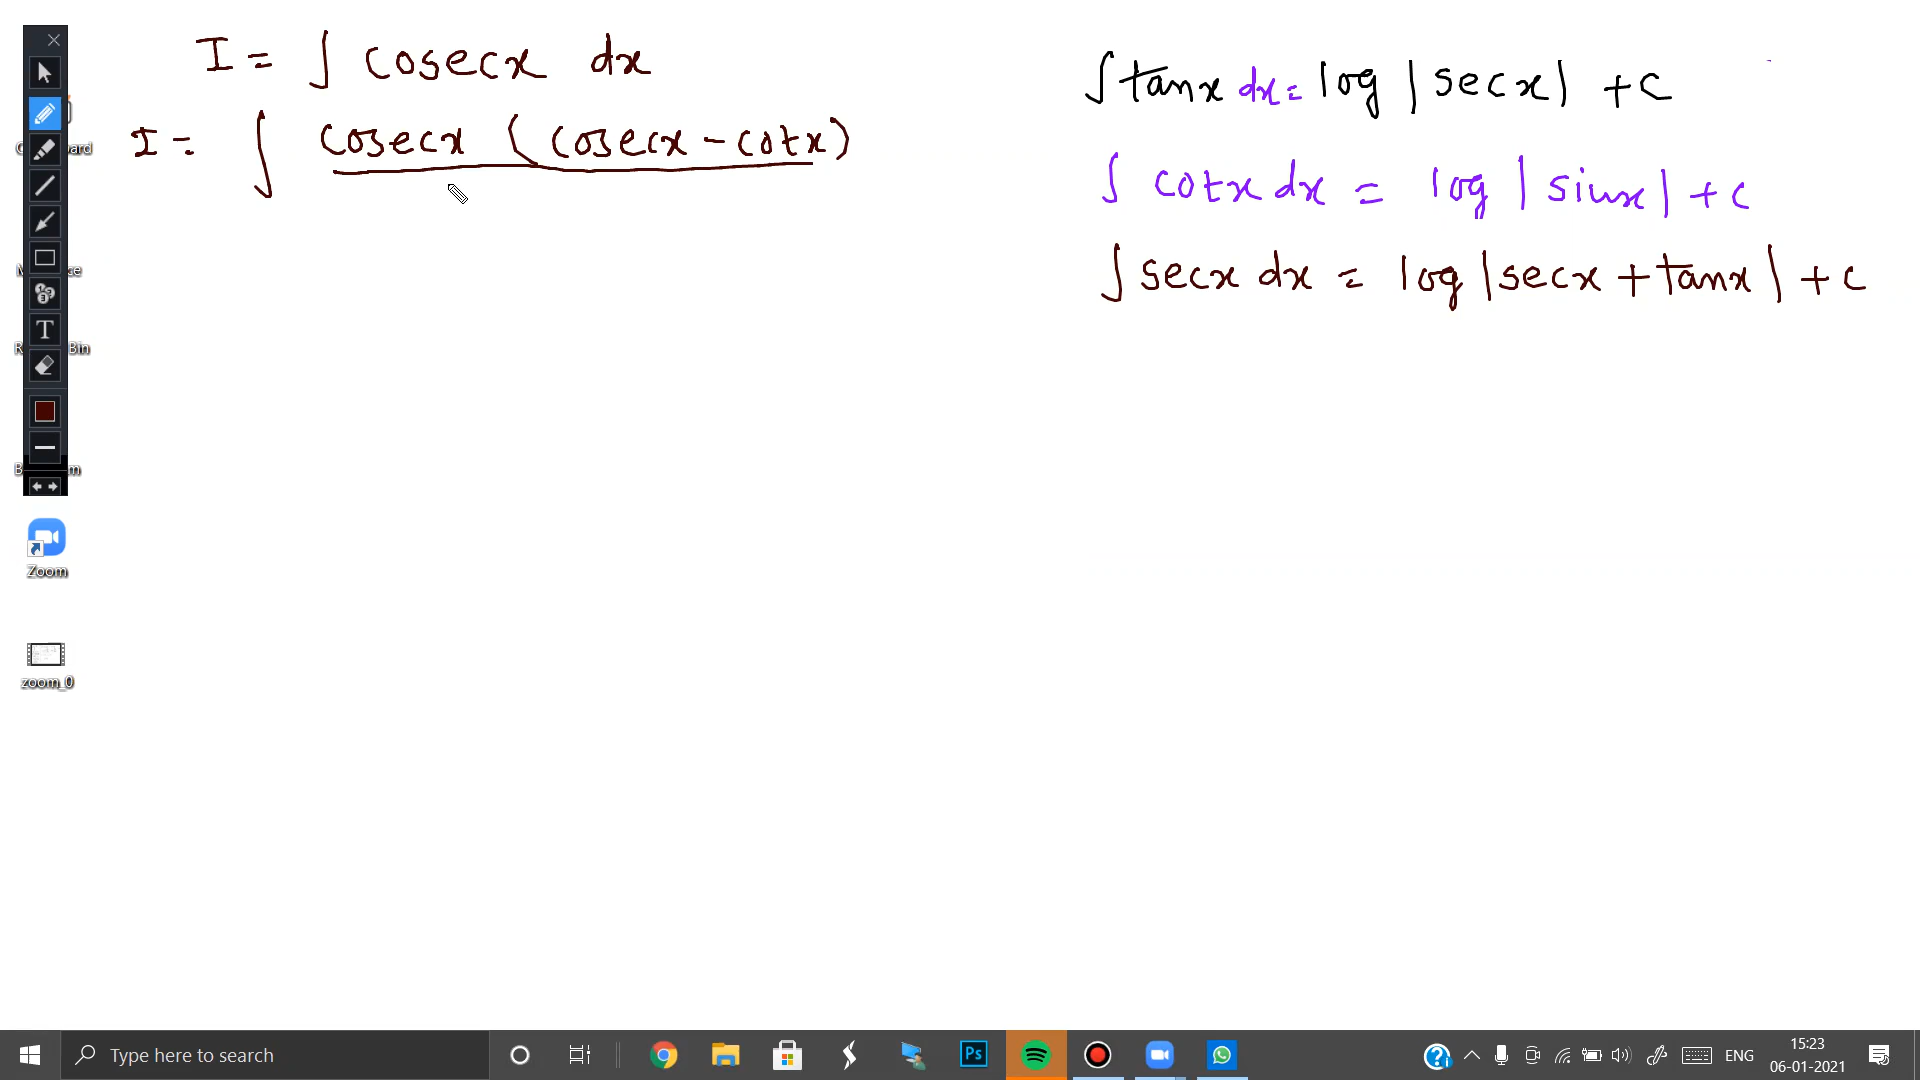 I = ∫ cosecx dx
I = ∫ cosecx (cosecx - cotx)
∫tanx dx = log |secx| + c
∫ cotx dx = log |sinx| + c
∫ secx dx = log |secx + tanx| + c
Zoom
zoom_0
Type here to search
Ps
ENG
15:23
06-01-2021